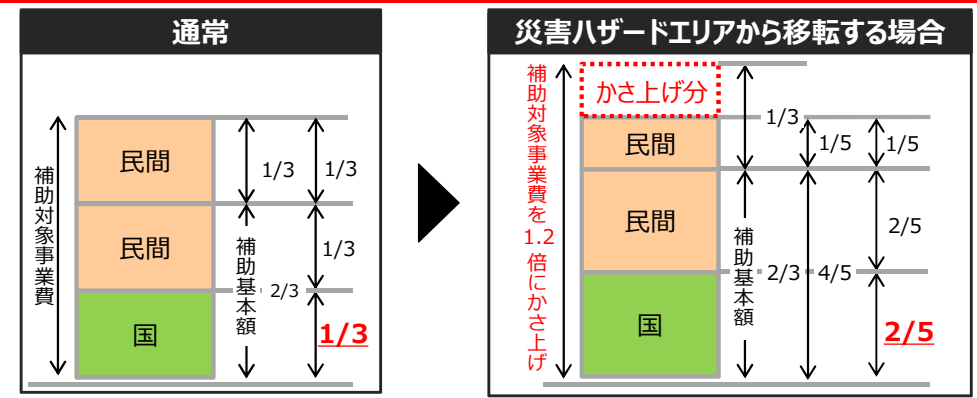 通常
補助対象事業費
民間
民間
国
1/3
補助基本額
2/3
1/3
1/3
1/3
災害ハザードエリアから移転する場合
補助対象事業費を1.2倍にかさ上げ
かさ上げ分
民間
民間
国
1/3
補助基本額
2/3
1/5
4/5
1/5
2/5
2/5